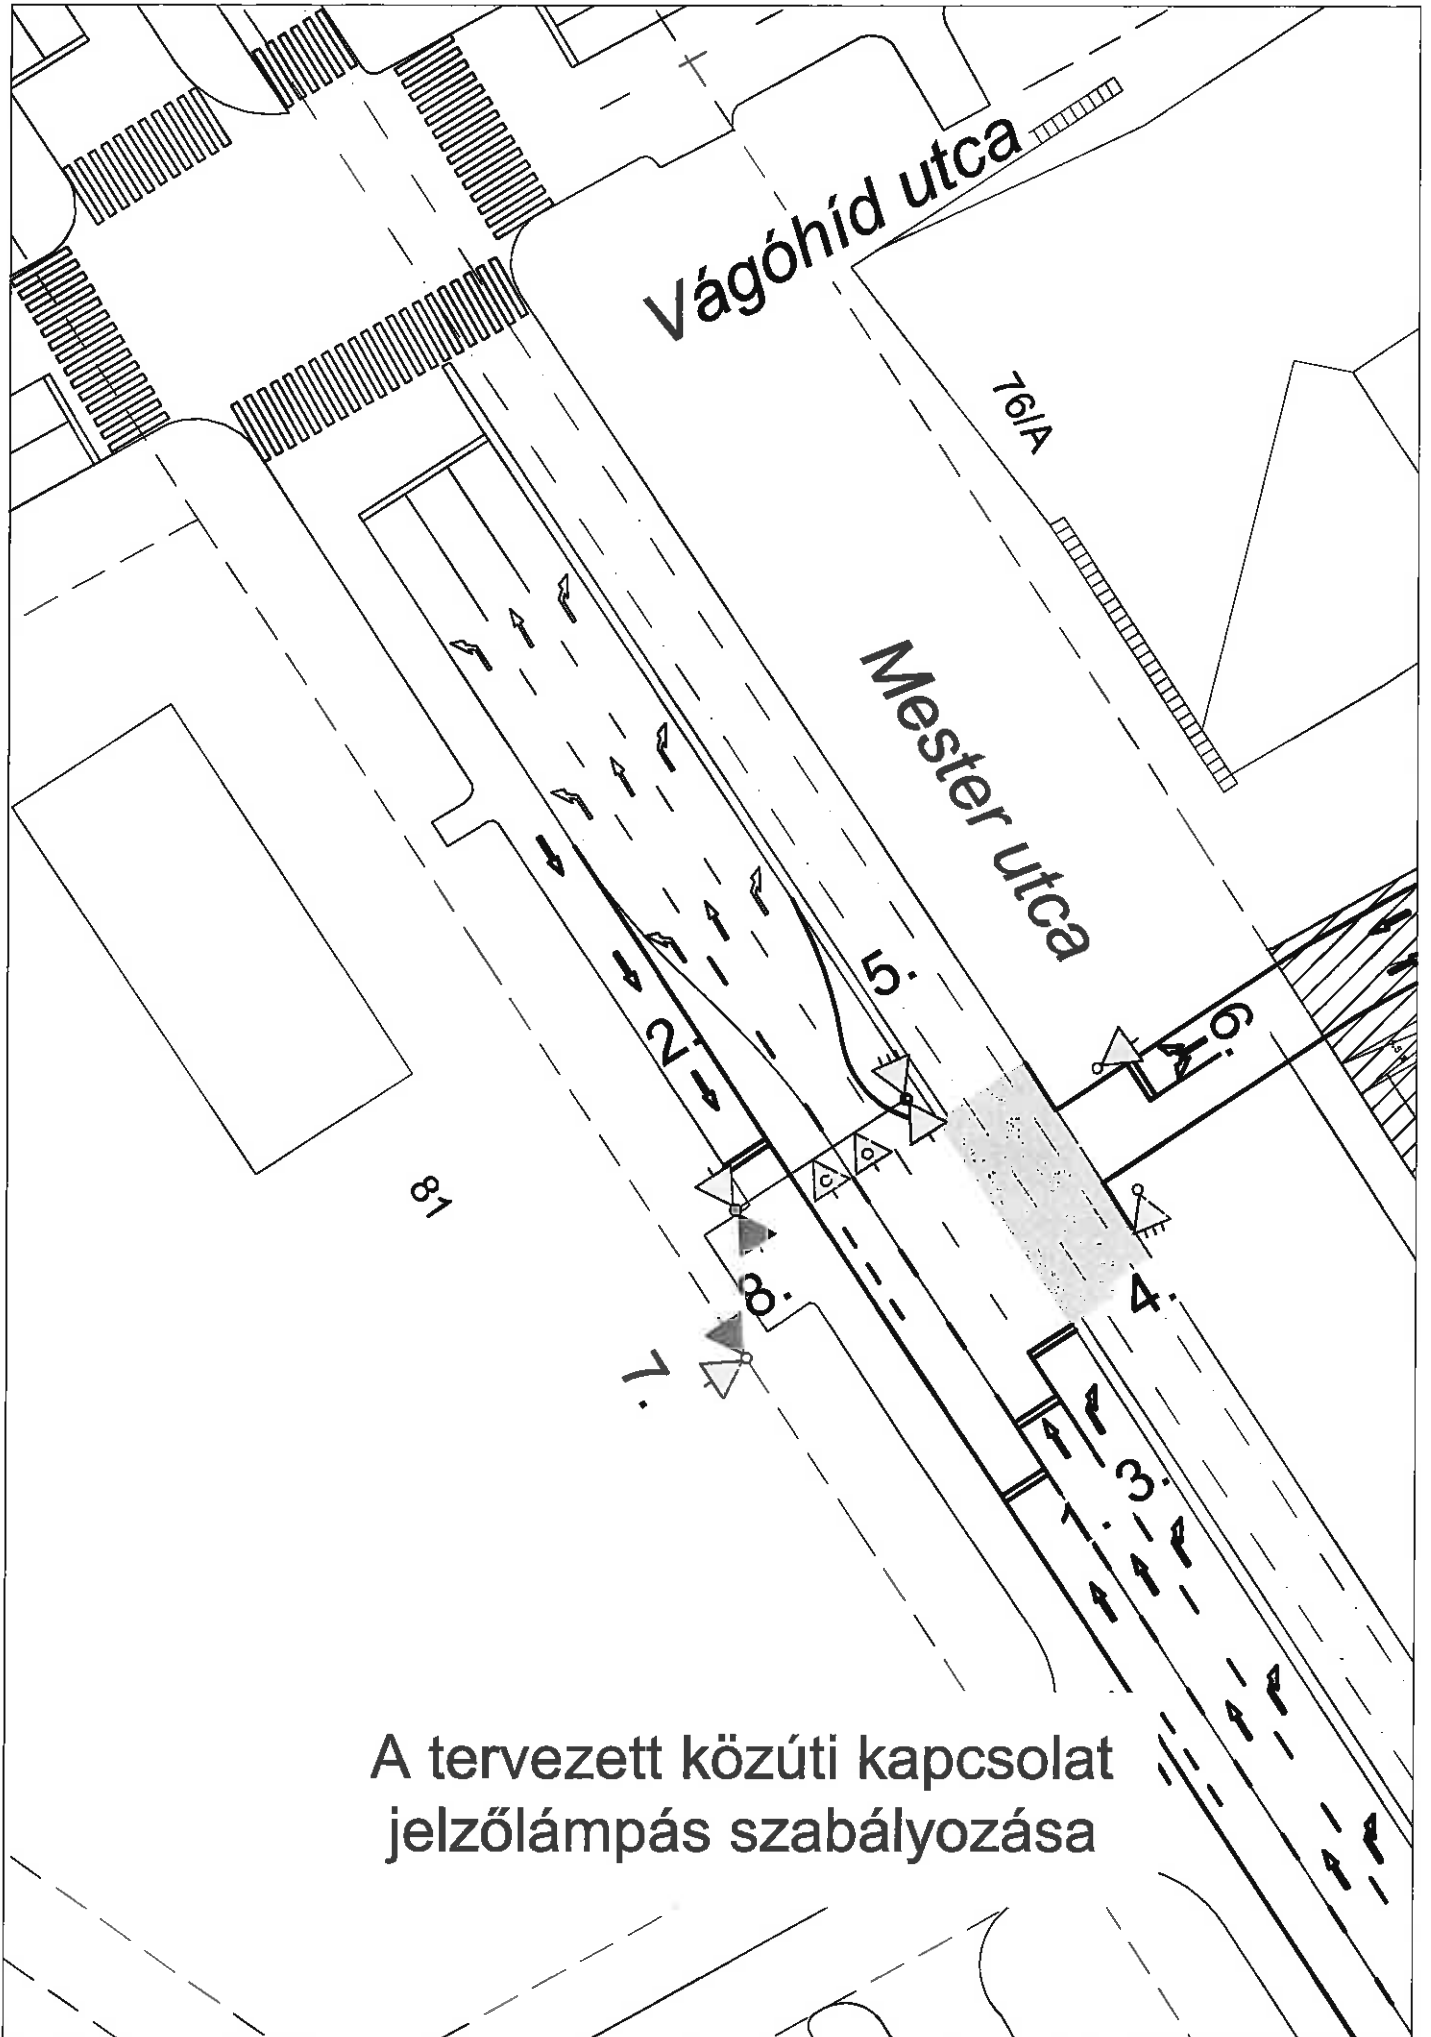 Vágóhíd utca
76/A
Mester utca
5.
6.
2.
81
4.
8.
7.
3.
1.
A tervezett közúti kapcsolat
jelzőlámpás szabályozása